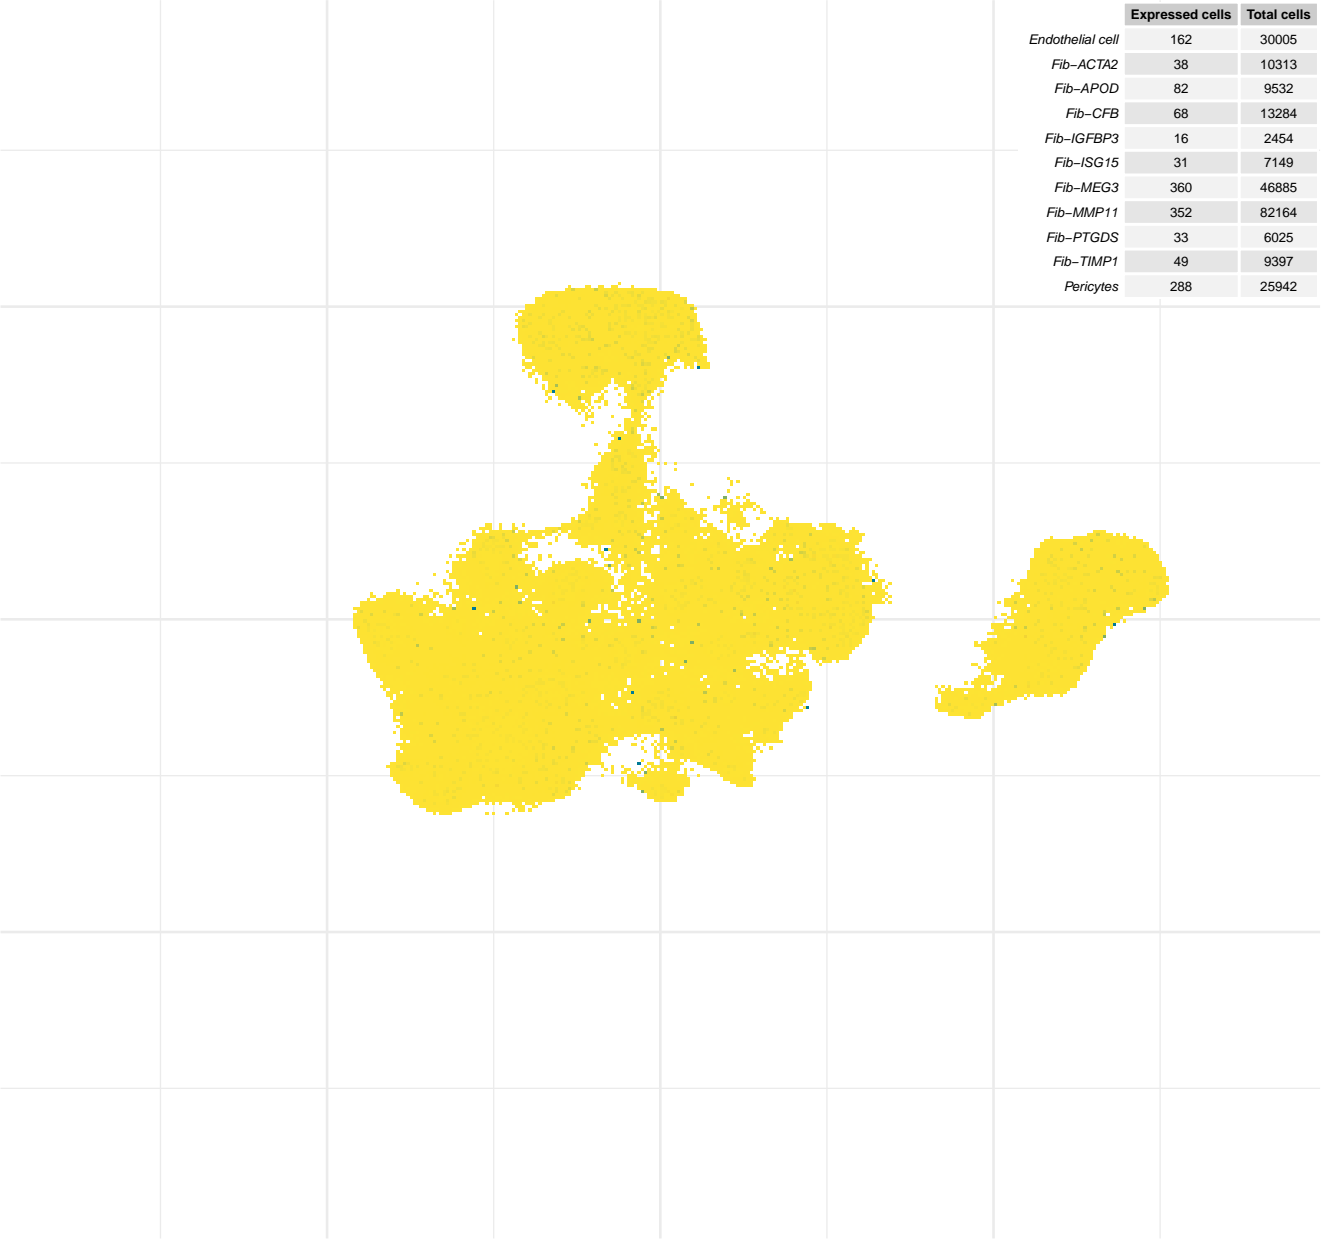 Expressed cells Total cells
Endothelial cell 162 30005
Fib−ACTA2 38 10313
Fib−APOD 82 9532
Fib−CFB 68 13284
Fib−IGFBP3 16 2454
Fib−ISG15 31 7149
Fib−MEG3 360 46885
Fib−MMP11 352 82164
Fib−PTGDS 33 6025
Fib−TIMP1 49 9397
Pericytes 288 25942